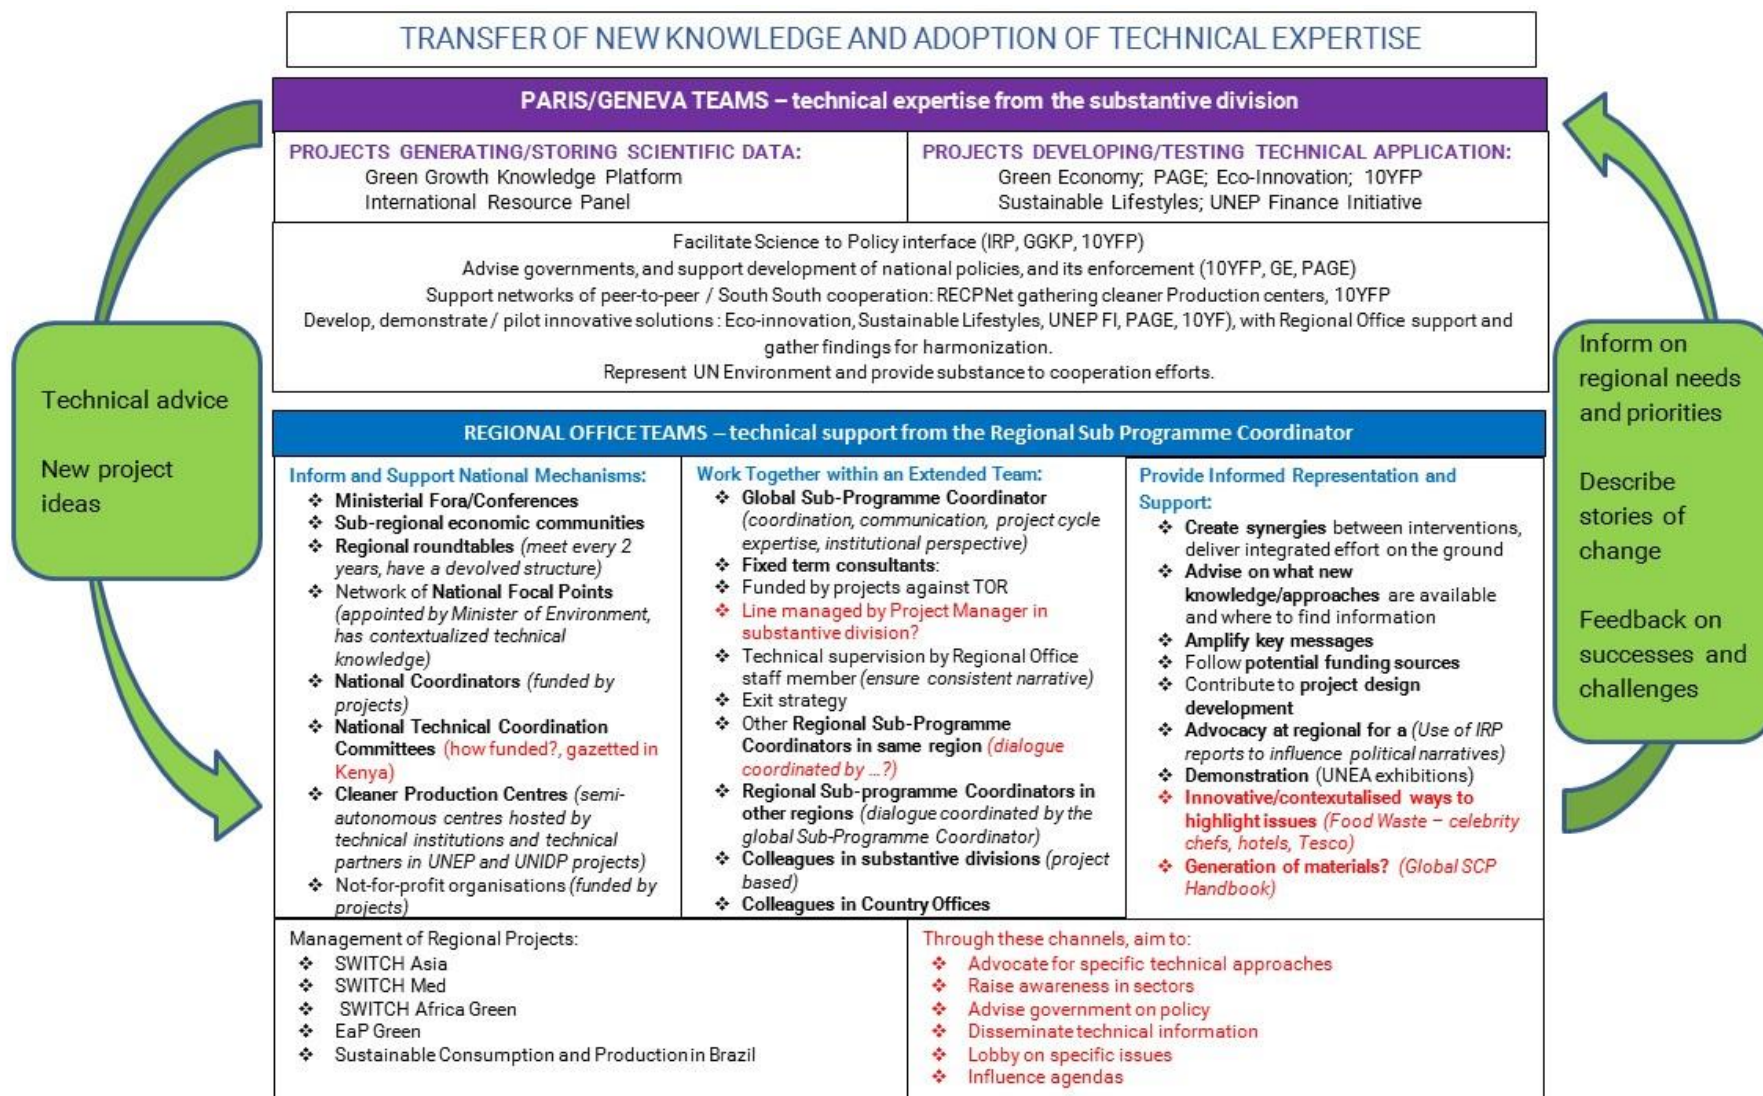 TRANSFER OF NEW KNOWLEDGE AND ADOPTION OF TECHNICAL EXPERTISE
PARIS/GENEVA TEAMS – technical expertise from the substantive division
PROJECTS GENERATING/STORING SCIENTIFIC DATA:
Green Growth Knowledge Platform
International Resource Panel
PROJECTS DEVELOPING/TESTING TECHNICAL APPLICATION:
Green Economy; PAGE; Eco-Innovation; 10YFP
Sustainable Lifestyles; UNEP Finance Initiative
Facilitate Science to Policy interface (IRP, GGKP, 10YFP)
Advise governments, and support development of national policies, and its enforcement (10YFP, GE, PAGE)
Support networks of peer-to-peer / South South cooperation: RECPNet gathering cleaner Production centers, 10YFP
Develop, demonstrate / pilot innovative solutions : Eco-innovation, Sustainable Lifestyles, UNEP FI, PAGE, 10YF), with Regional Office support and
gather findings for harmonization.
Represent UN Environment and provide substance to cooperation efforts.
Technical advice
New project
ideas
Inform on
regional needs
and priorities
Describe
stories of
change
Feedback on
successes and
challenges
REGIONAL OFFICE TEAMS – technical support from the Regional Sub Programme Coordinator
Inform and Support National Mechanisms:
❖ Ministerial Fora/Conferences
❖ Sub-regional economic communities
❖ Regional roundtables (meet every 2
years, have a devolved structure)
❖ Network of National Focal Points
(appointed by Minister of Environment,
has contextualized technical
knowledge)
❖ National Coordinators (funded by
projects)
❖ National Technical Coordination
Committees (how funded?, gazetted in
Kenya)
❖ Cleaner Production Centres (semi-
autonomous centres hosted by
technical institutions and technical
partners in UNEP and UNIDP projects)
❖ Not-for-profit organisations (funded by
projects)
Work Together within an Extended Team:
❖ Global Sub-Programme Coordinator
(coordination, communication, project cycle
expertise, institutional perspective)
❖ Fixed term consultants:
❖ Funded by projects against TOR
❖ Line managed by Project Manager in
substantive division?
❖ Technical supervision by Regional Office
staff member (ensure consistent narrative)
❖ Exit strategy
❖ Other Regional Sub-Programme
Coordinators in same region (dialogue
coordinated by ...?)
❖ Regional Sub-programme Coordinators in
other regions (dialogue coordinated by the
global Sub-Programme Coordinator)
❖ Colleagues in substantive divisions (project
based)
❖ Colleagues in Country Offices
Provide Informed Representation and
Support:
❖ Create synergies between interventions,
deliver integrated effort on the ground
❖ Advise on what new
knowledge/approaches are available
and where to find information
❖ Amplify key messages
❖ Follow potential funding sources
❖ Contribute to project design
development
❖ Advocacy at regional for a (Use of IRP
reports to influence political narratives)
❖ Demonstration (UNEA exhibitions)
❖ Innovative/contexutalised ways to
highlight issues (Food Waste – celebrity
chefs, hotels, Tesco)
❖ Generation of materials? (Global SCP
Handbook)
Management of Regional Projects:
❖ SWITCH Asia
❖ SWITCH Med
❖ SWITCH Africa Green
❖ EaP Green
❖ Sustainable Consumption and Production in Brazil
Through these channels, aim to:
❖ Advocate for specific technical approaches
❖ Raise awareness in sectors
❖ Advise government on policy
❖ Disseminate technical information
❖ Lobby on specific issues
❖ Influence agendas